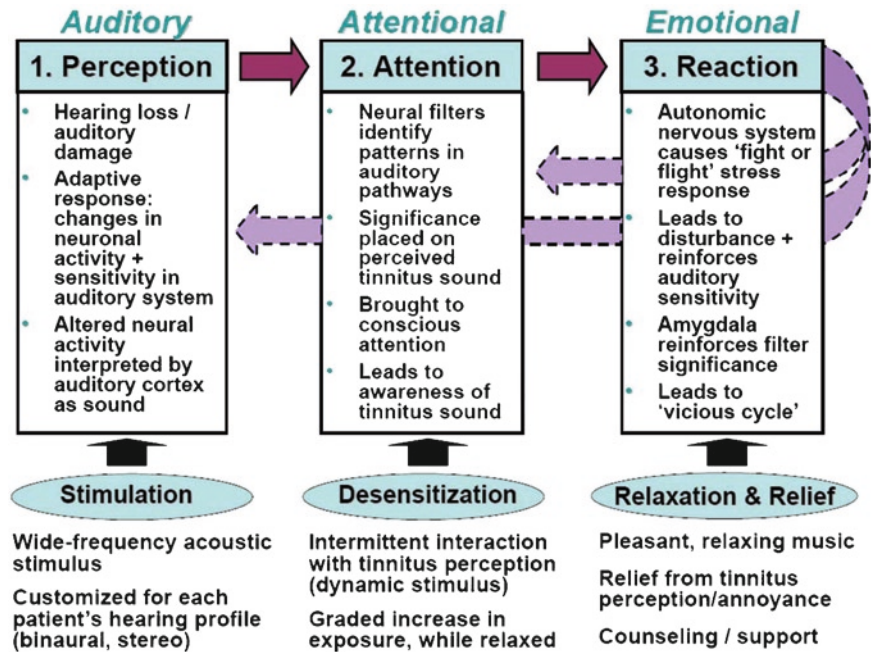 Auditory
1. Perception
• Hearing loss /
auditory
damage
• Adaptive
response:
changes in
neuronal
activity +
sensitivity in
auditory system
• Altered neural
activity
interpreted by
auditory cortex
as sound
Stimulation
Wide-frequency acoustic
stimulus
Customized for each
patient's hearing profile
(binaural, stereo)
Attentional
2. Attention
• Neural filters
identify
patterns in
auditory
pathways
• Significance
placed on
perceived
tinnitus sound
• Brought to
conscious
attention
• Leads to
awareness of
tinnitus sound
Desensitization
Intermittent interaction
with tinnitus perception
(dynamic stimulus)
Graded increase in
exposure, while relaxed
Emotional
3. Reaction
• Autonomic
nervous system
causes 'fight or
flight' stress
response
• Leads to
disturbance +
reinforces
auditory
sensitivity
• Amygdala
reinforces filter
significance
• Leads to
'vicious cycle'
Relaxation & Relief
Pleasant, relaxing music
Relief from tinnitus
perception/annoyance
Counseling / support